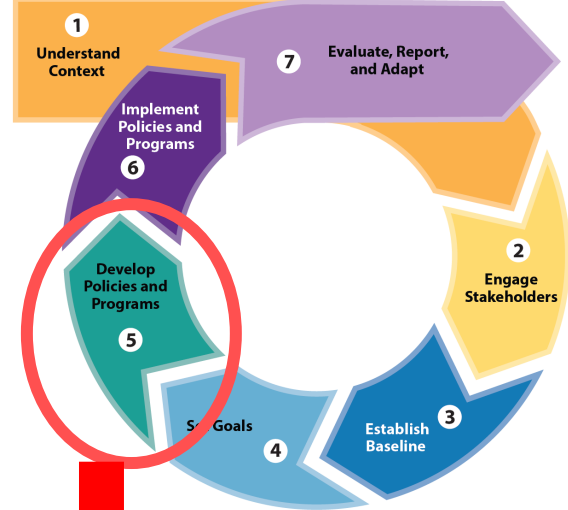 1
Understand
Context
7
Evaluate, Report,
and Adapt
Implement
Policies and
Programs
6
2
Engage
Stakeholders
Develop
Policies and
Programs
5
3
Establish
Baseline
Goals
4